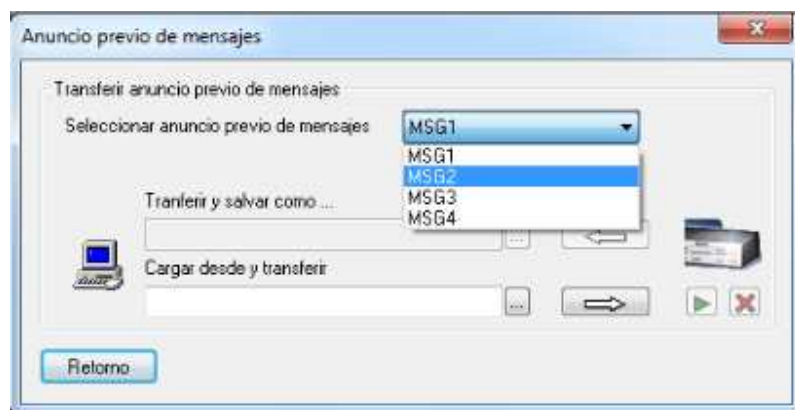 Anuncio previo de mensajes
Transferir anuncio previo de mensajes
Seleccionar anuncio previo de mensajes MSG1
MSG1
MSG2
MSG3
MSG4
Tranferir y salvar como ...
...
Cargar desde y transferir
...
Retorno